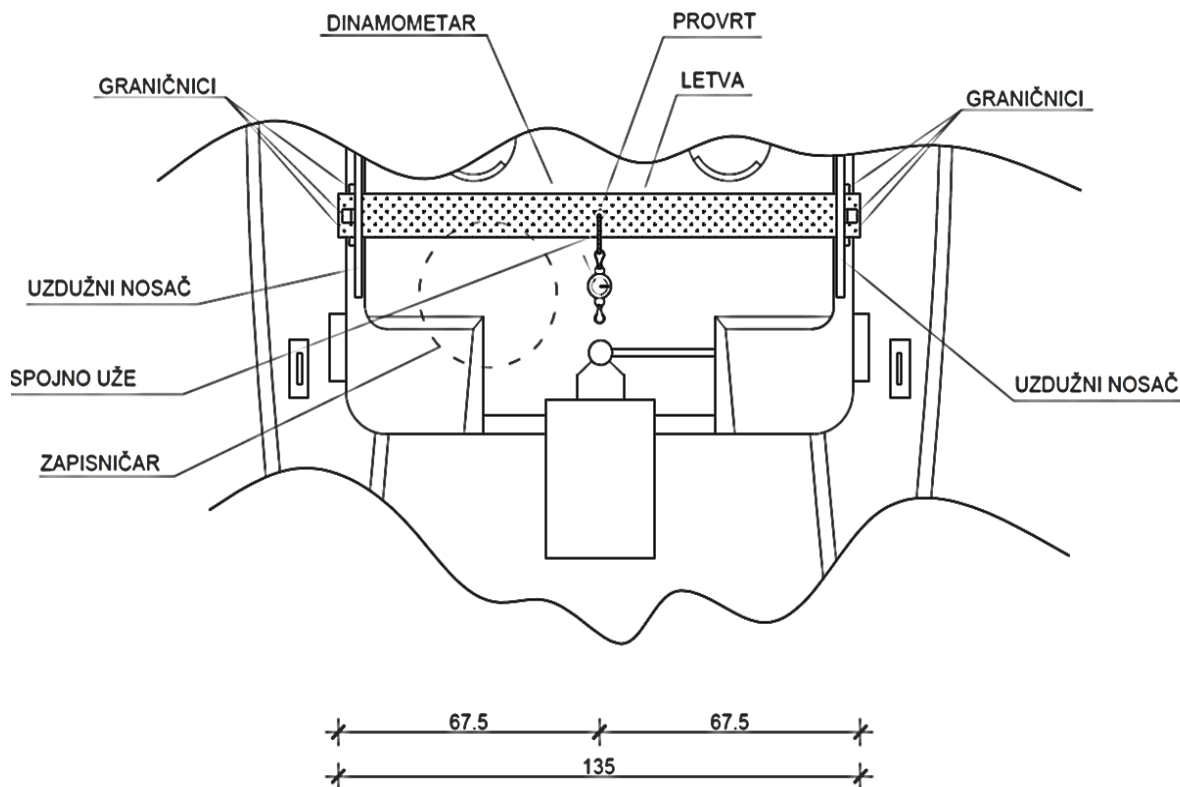 DINAMOMETAR
PROVRT
GRANIČNICI
LETVA
GRANIČNICI
UZDUŽNI NOSAČ
SPOJNO UŽE
UZDUŽNI NOSAČ
ZAPISNIČAR
67.5
67.5
135